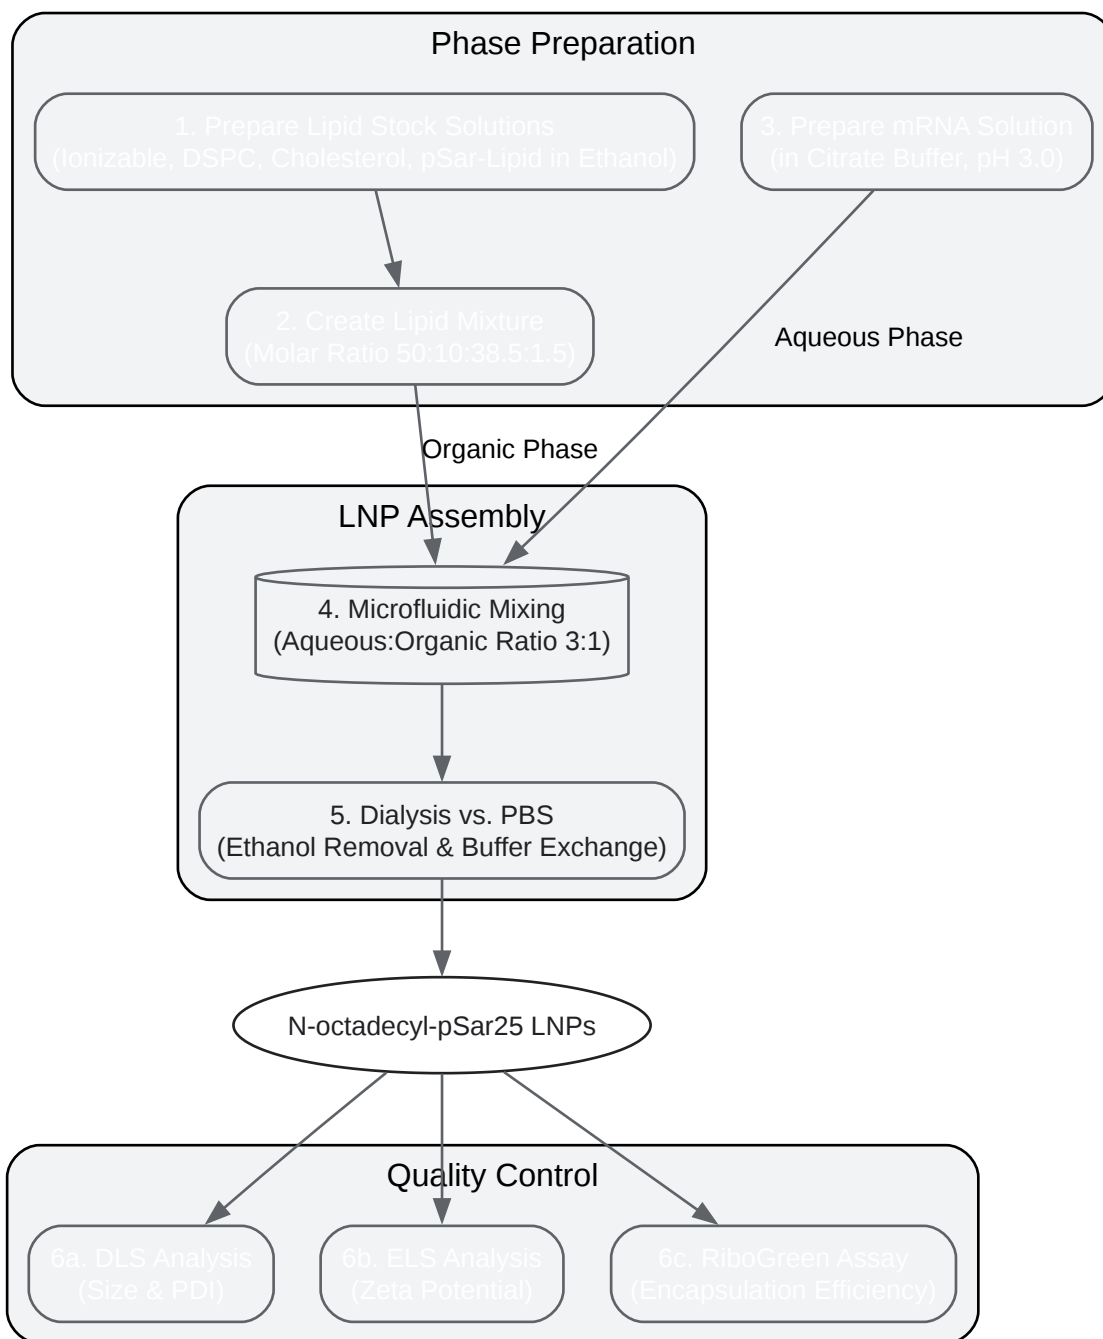 Phase Preparation
1. Prepare Lipid Stock Solutions
(Ionizable, DSPC, Cholesterol, pSar-Lipid in Ethanol)
3. Prepare mRNA Solution
(in Citrate Buffer, pH 3.0)
2. Create Lipid Mixture
(Molar Ratio 50:10:38.5:1.5)
Aqueous Phase
Organic Phase
LNP Assembly
4. Microfluidic Mixing
(Aqueous:Organic Ratio 3:1)
5. Dialysis vs. PBS
(Ethanol Removal & Buffer Exchange)
N-octadecyl-pSar25 LNPs
Quality Control
6a. DLS Analysis
(Size & PDI)
6b. ELS Analysis
(Zeta Potential)
6c. RiboGreen Assay
(Encapsulation Efficiency)